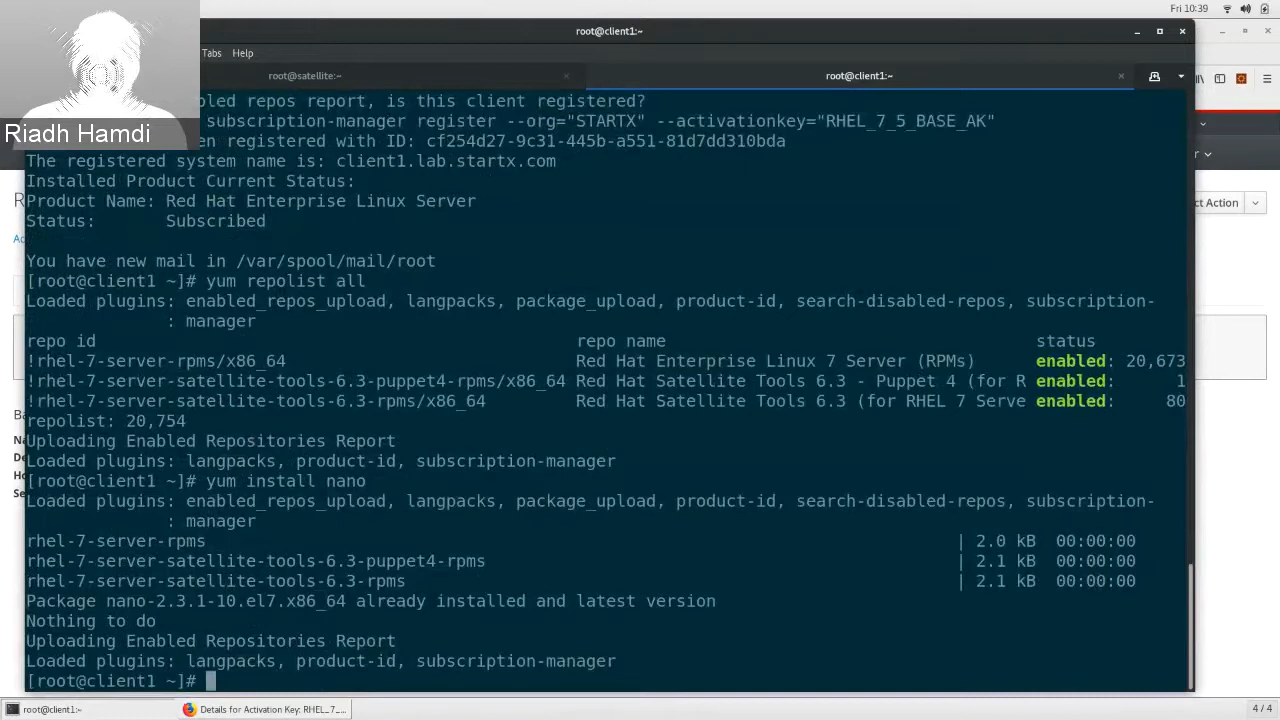 Fri 10:39
root@client1:~
Tabs Help
root@satellite:~
root@client1:~
Riadh Hamdi
bled repos report, is this client registered?
subscription-manager register --org="STARTX" --activationkey="RHEL_7_5_BASE_AK"
en registered with ID: cf254d27-9c31-445b-a551-81d7dd310bda
The registered system name is: client1.lab.startx.com
Installed Product Current Status:
Product Name: Red Hat Enterprise Linux Server
Status: Subscribed
You have new mail in /var/spool/mail/root
[root@client1 ~]# yum repolist all
Loaded plugins: enabled_repos_upload, langpacks, package_upload, product-id, search-disabled-repos, subscription-
: manager
repo id repo name status
!rhel-7-server-rpms/x86_64 Red Hat Enterprise Linux 7 Server (RPMs) enabled: 20,673
!rhel-7-server-satellite-tools-6.3-puppet4-rpms/x86_64 Red Hat Satellite Tools 6.3 - Puppet 4 (for R enabled: 1
!rhel-7-server-satellite-tools-6.3-rpms/x86_64 Red Hat Satellite Tools 6.3 (for RHEL 7 Serve enabled: 80
repolist: 20,754
Uploading Enabled Repositories Report
Loaded plugins: langpacks, product-id, subscription-manager
[root@client1 ~]# yum install nano
Loaded plugins: enabled_repos_upload, langpacks, package_upload, product-id, search-disabled-repos, subscription-
: manager
rhel-7-server-rpms | 2.0 kB 00:00:00
rhel-7-server-satellite-tools-6.3-puppet4-rpms | 2.1 kB 00:00:00
rhel-7-server-satellite-tools-6.3-rpms | 2.1 kB 00:00:00
Package nano-2.3.1-10.el7.x86_64 already installed and latest version
Nothing to do
Uploading Enabled Repositories Report
Loaded plugins: langpacks, product-id, subscription-manager
[root@client1 ~]#
ct Action
root@client1:~
Details for Activation Key: RHEL_7_...
4 / 4